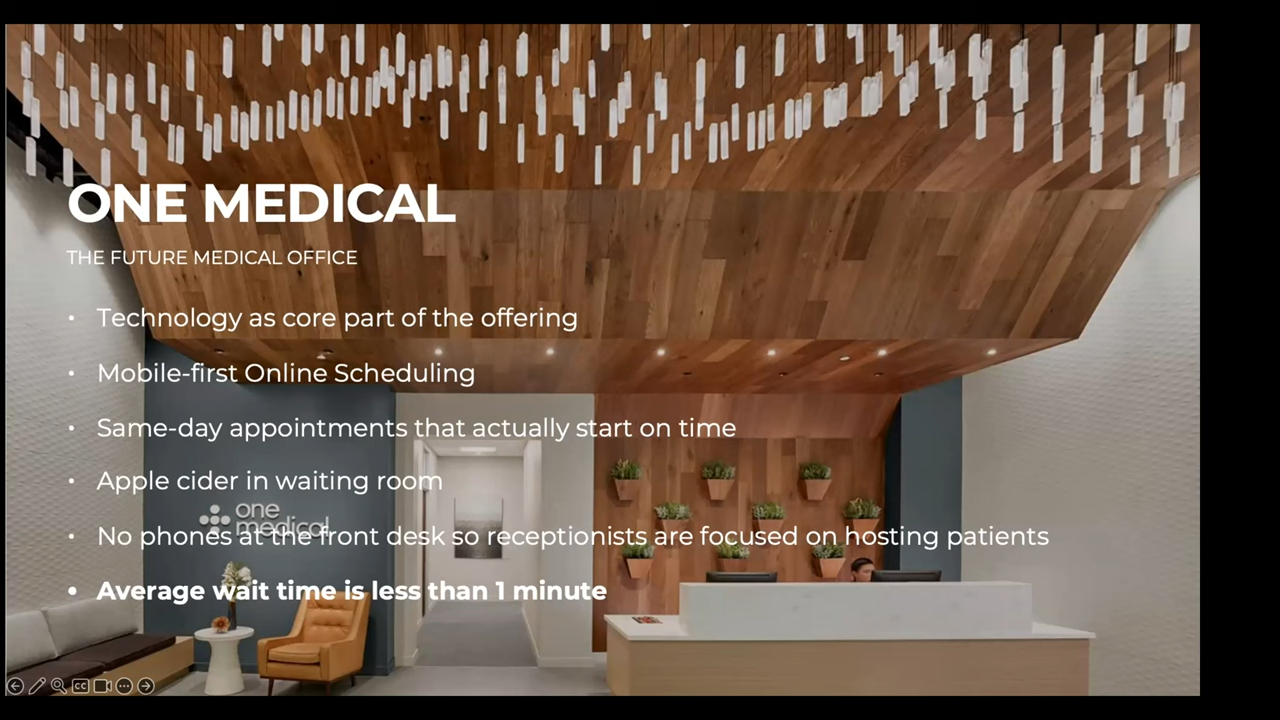 ONE MEDICAL
THE FUTURE MEDICAL OFFICE
• Technology as core part of the offering
• Mobile-first Online Scheduling
• Same-day appointments that actually start on time
• Apple cider in waiting room
one
medical
• No phones at the front desk so receptionists are focused on hosting patients
• Average wait time is less than 1 minute
CC